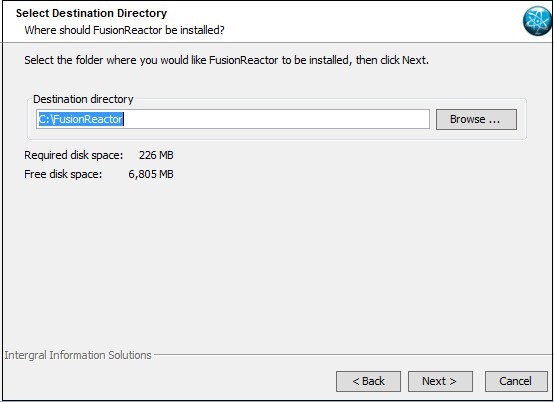 Select Destination Directory
Where should FusionReactor be installed?
Select the folder where you would like FusionReactor to be installed, then click Next.
Destination directory
C:\FusionReactor
Browse ...
Required disk space: 226 MB
Free disk space: 6,805 MB
Intergral Information Solutions
< Back Next > Cancel